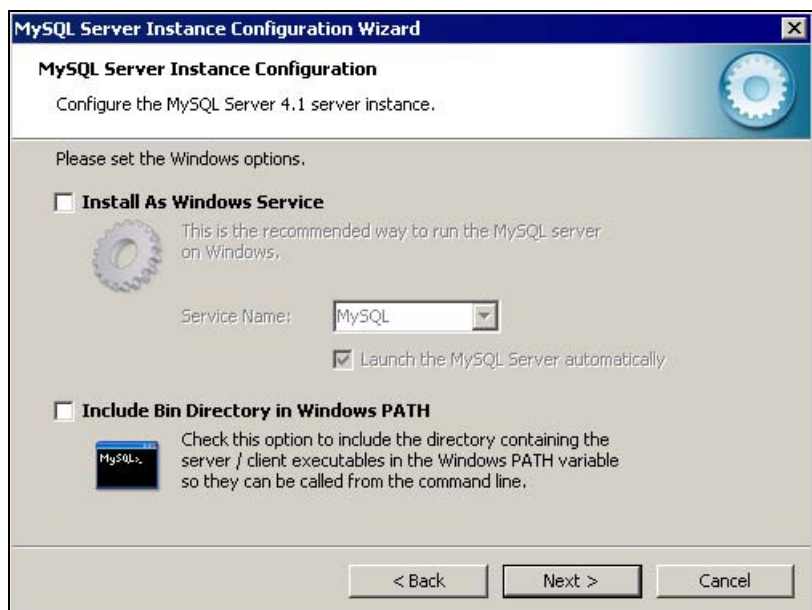 MySQL Server Instance Configuration Wizard
MySQL Server Instance Configuration
Configure the MySQL Server 4.1 server instance.
Please set the Windows options.
Install As Windows Service
This is the recommended way to run the MySQL server
on Windows.
Service Name:
MySQL
Launch the MySQL Server automatically
Include Bin Directory in Windows PATH
MySQL>_
Check this option to include the directory containing the
server / client executables in the Windows PATH variable
so they can be called from the command line.
< Back
Next >
Cancel